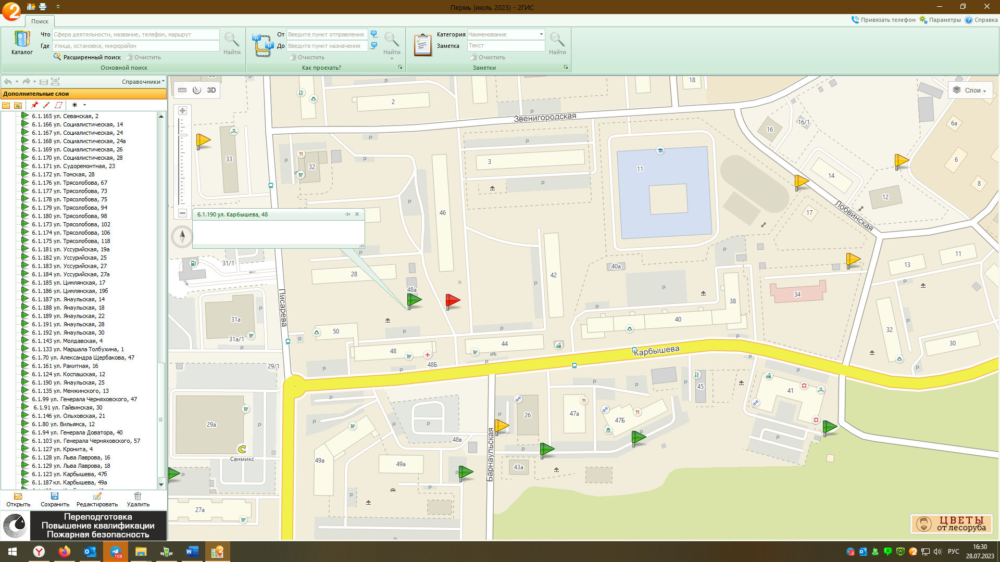 Пермь (июль 2023) - 2ГИС
Поиск
Привязать телефон
Параметры
Справка
Каталог
Что
Сфера деятельности, название, телефон, маршрут
Где
Улица, остановка, микрорайон
Расширенный поиск
Очистить
Найти
Основной поиск
От
Введите пункт отправления
До
Введите пункт назначения
Очистить
Найти
Как проехать?
Категория
Наименование
Заметка
Текст
Очистить
Найти
Заметки
Справочники
Дополнительные слои
6.1.165 ул. Севанская, 2
6.1.166 ул. Социалистическая, 14
6.1.167 ул. Социалистическая, 24
6.1.168 ул. Социалистическая, 24а
6.1.169 ул. Социалистическая, 26
6.1.170 ул. Социалистическая, 28
6.1.171 ул. Судоремонтная, 23
6.1.172 ул. Томская, 28
6.1.176 ул. Трясолобова, 67
6.1.177 ул. Трясолобова, 73
6.1.178 ул. Трясолобова, 75
6.1.179 ул. Трясолобова, 94
6.1.180 ул. Трясолобова, 98
6.1.173 ул. Трясолобова, 102
6.1.174 ул. Трясолобова, 106
6.1.175 ул. Трясолобова, 118
6.1.181 ул. Уссурийская, 19а
6.1.182 ул. Уссурийская, 25
6.1.183 ул. Уссурийская, 27
6.1.184 ул. Уссурийская, 27а
6.1.185 ул. Цимлянская, 17
6.1.186 ул. Цимлянская, 19б
6.1.187 ул. Янаульская, 14
6.1.188 ул. Янаульская, 18
6.1.189 ул. Янаульская, 22
6.1.191 ул. Янаульская, 28
6.1.192 ул. Янаульская, 30
6.1.143 ул. Молдавская, 4
6.1.133 ул. Маршала Толбухина, 1
6.1.70 ул. Александра Щербакова, 47
6.1.161 ул. Ракитная, 16
6.1.124 ул. Коспашская, 12
6.1.190 ул. Янаульская, 25
6.1.135 ул. Менжинского, 13
6.1.99 ул. Генерала Черняховского, 47
6.1.91 ул. Гайвинская, 30
6.1.146 ул. Ольховская, 21
6.1.80 ул. Вильямса, 12
6.1.94 ул. Генерала Доватора, 40
6.1.103 ул. Генерала Черняховского, 57
6.1.127 ул. Кронита, 4
6.1.128 ул. Льва Лаврова, 16
6.1.129 ул. Льва Лаврова, 18
6.1.123 ул. Карбышева, 47б
6.1.187 кл. Карбышева, 49а
Открыть
Сохранить
Редактировать
Удалить
Переподготовка
Повышение квалификации
Пожарная безопасность
3D
Слои
6.1.190 ул. Карбышева, 48
Звенигородская
Лобвинская
Писарева
Карбышева
Барнаульская
2
18
16
16/1
6а
6
8
33
32
3
11
14
12
17
46
31/1
28
48а
42
40а
38
34
13
11
31а
31а/1
50
40
32
30
48
44
48Б
29/1
45
41
29а
26
47а
47Б
48в
49а
49а
43а
27а
Санмикс
ЦВЕТЫ
от лесоруба
108
РУС
16:30
28.07.2023